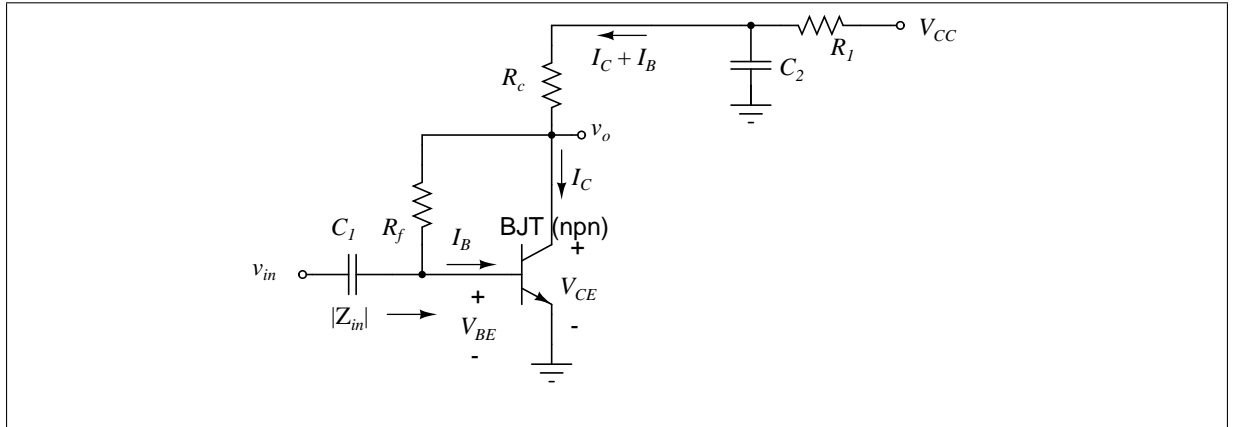 V_CC
R_1
I_C + I_B
C_2
R_c
v_o
I_C
BJT (npn)
C_1
R_f
I_B
+
v_in
V_CE
+
|Z_in|
V_BE
-
-